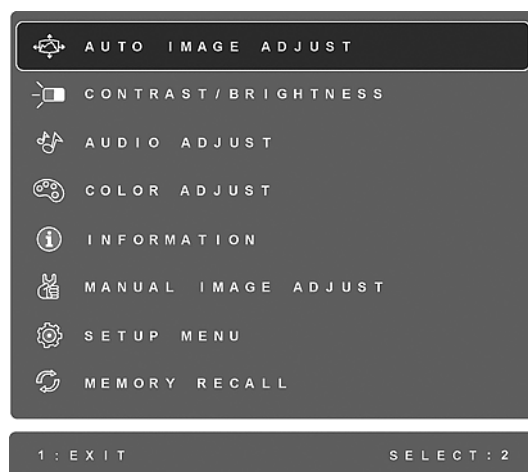 AUTO IMAGE ADJUST
CONTRAST/BRIGHTNESS
AUDIO ADJUST
COLOR ADJUST
INFORMATION
MANUAL IMAGE ADJUST
SETUP MENU
MEMORY RECALL
1:EXIT SELECT:2